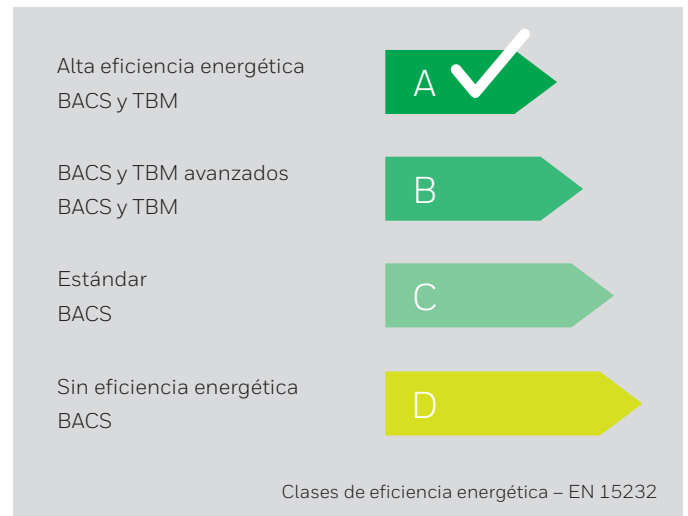 Alta eficiencia energética
BACS y TBM
A
BACS y TBM avanzados
BACS y TBM
B
Estándar
BACS
C
Sin eficiencia energética
BACS
D
Clases de eficiencia energética – EN 15232